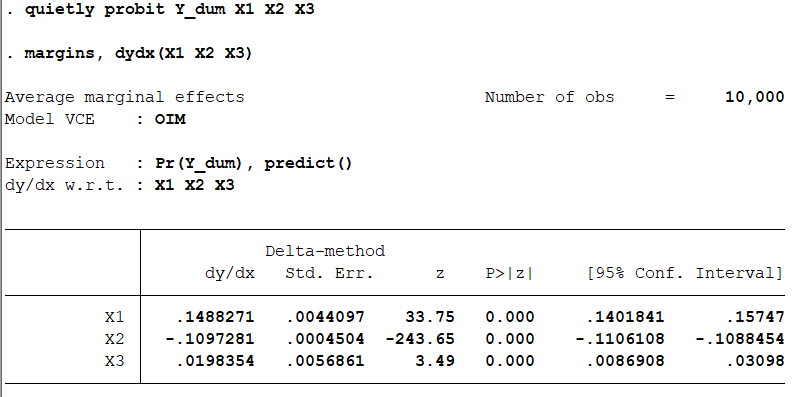 . quietly probit Y_dum X1 X2 X3
. margins, dydx(X1 X2 X3)
Average marginal effects Number of obs = 10,000
Model VCE : OIM
Expression : Pr(Y_dum), predict()
dy/dx w.r.t. : X1 X2 X3
Delta-method
dy/dx Std. Err. z P>|z| [95% Conf. Interval]
X1 .1488271 .0044097 33.75 0.000 .1401841 .15747
X2 -.1097281 .0004504 -243.65 0.000 -.1106108 -.1088454
X3 .0198354 .0056861 3.49 0.000 .0086908 .03098